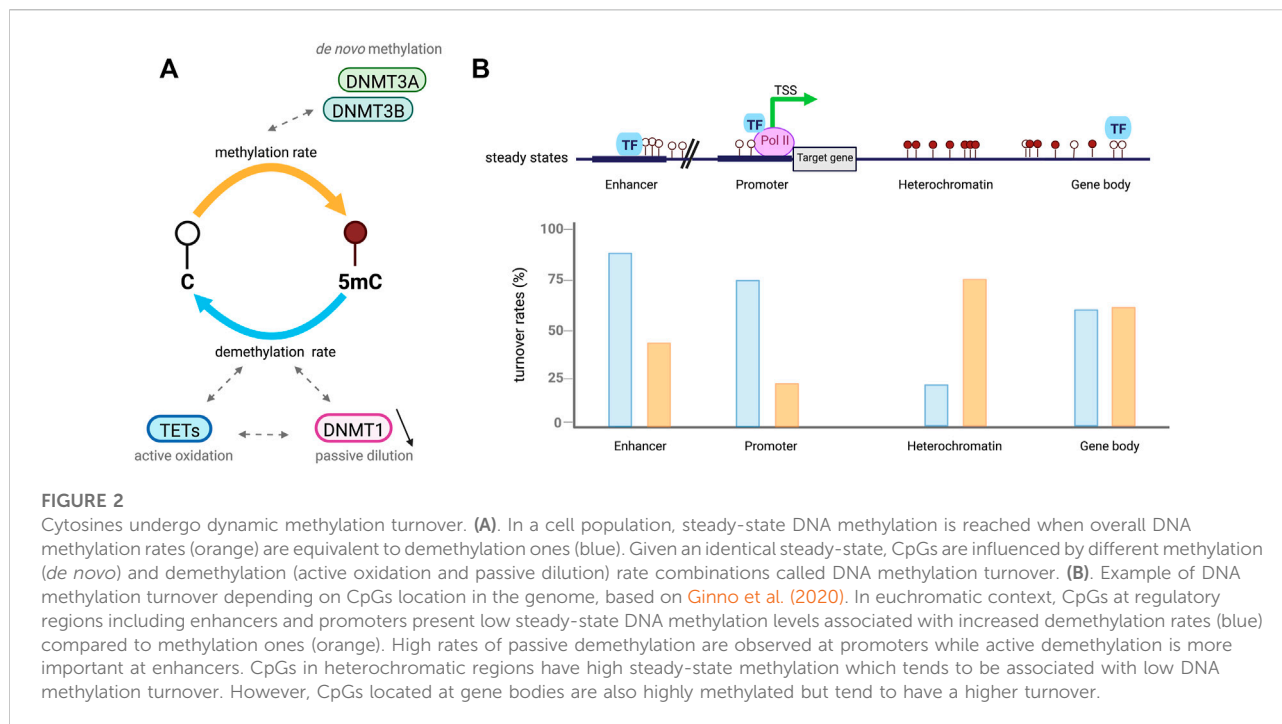 A
de novo methylation
DNMT3A
DNMT3B
methylation rate
C
5mC
demethylation rate
TETs
DNMT1
active oxidation
passive dilution
B
TSS
TF
Pol II
TF
TF
steady states
Target gene
Enhancer
Promoter
Heterochromatin
Gene body
turnover rates (%)
100
75
50
25
0
Enhancer
Promoter
Heterochromatin
Gene body
FIGURE 2
Cytosines undergo dynamic methylation turnover. (A). In a cell population, steady-state DNA methylation is reached when overall DNA
methylation rates (orange) are equivalent to demethylation ones (blue). Given an identical steady-state, CpGs are influenced by different methylation
(de novo) and demethylation (active oxidation and passive dilution) rate combinations called DNA methylation turnover. (B). Example of DNA
methylation turnover depending on CpGs location in the genome, based on Ginno et al. (2020). In euchromatic context, CpGs at regulatory
regions including enhancers and promoters present low steady-state DNA methylation levels associated with increased demethylation rates (blue)
compared to methylation ones (orange). High rates of passive demethylation are observed at promoters while active demethylation is more
important at enhancers. CpGs in heterochromatic regions have high steady-state methylation which tends to be associated with low DNA
methylation turnover. However, CpGs located at gene bodies are also highly methylated but tend to have a higher turnover.